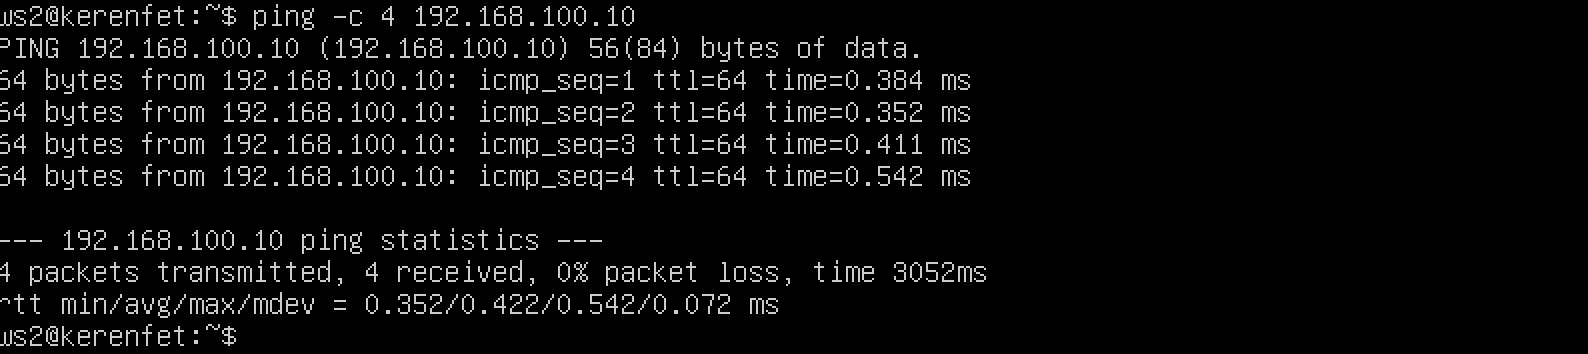 ws2@kerenfet:~$ ping -c 4 192.168.100.10
PING 192.168.100.10 (192.168.100.10) 56(84) bytes of data.
64 bytes from 192.168.100.10: icmp_seq=1 ttl=64 time=0.384 ms
64 bytes from 192.168.100.10: icmp_seq=2 ttl=64 time=0.352 ms
64 bytes from 192.168.100.10: icmp_seq=3 ttl=64 time=0.411 ms
64 bytes from 192.168.100.10: icmp_seq=4 ttl=64 time=0.542 ms
--- 192.168.100.10 ping statistics ---
4 packets transmitted, 4 received, 0% packet loss, time 3052ms
rtt min/avg/max/mdev = 0.352/0.422/0.542/0.072 ms
ws2@kerenfet:~$